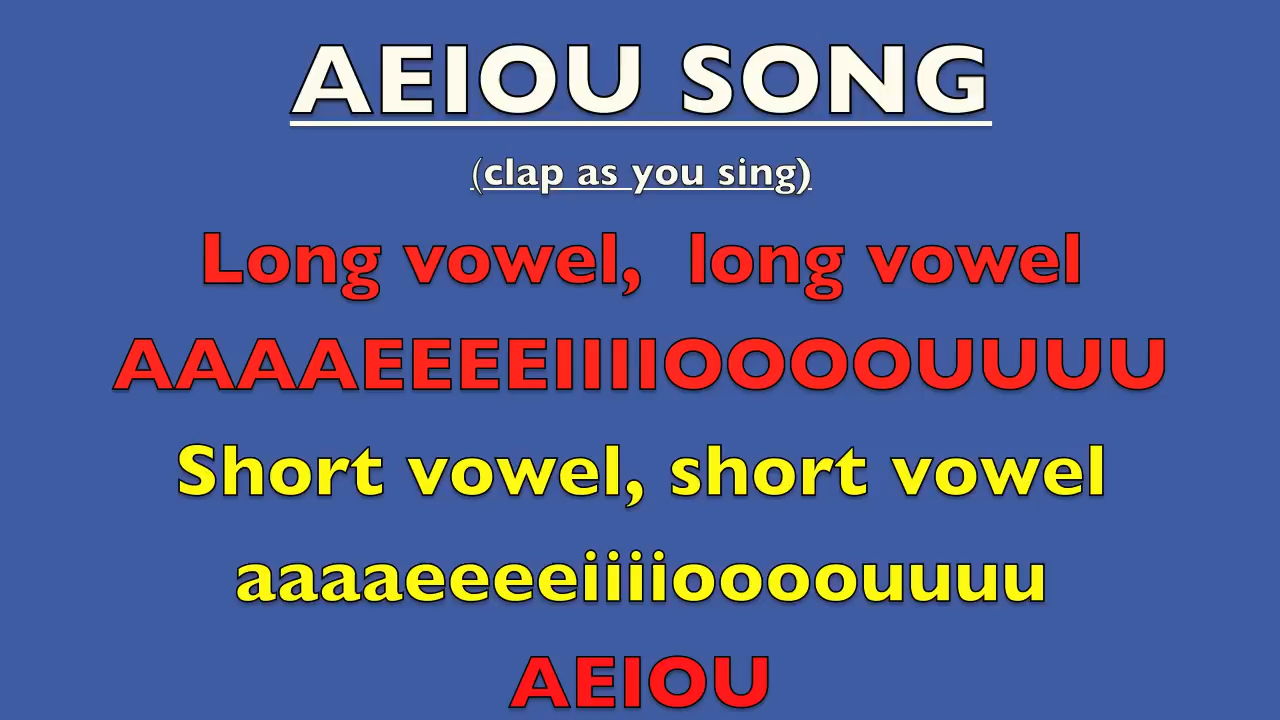 AEIOU SONG
(clap as you sing)
Long vowel, long vowel
AAAAEEEEIIIIOOOOUUUU
Short vowel, short vowel
aaaaeeeeiiiioooouuuu
AEIOU